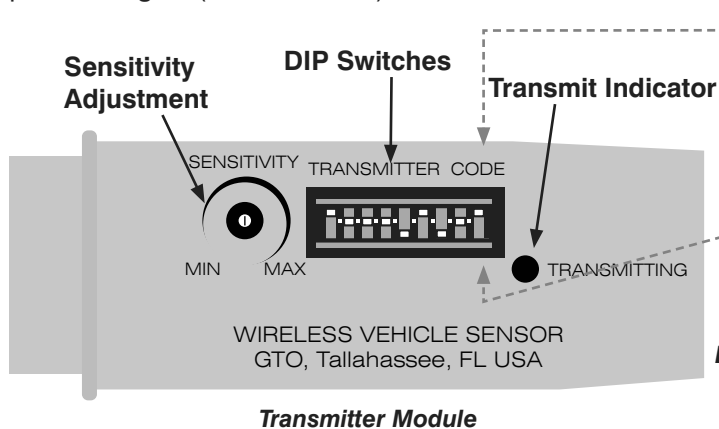 Sensitivity
Adjustment
DIP Switches
Transmit Indicator
SENSITIVITY
TRANSMITTER CODE
MIN
MAX
TRANSMITTING
WIRELESS VEHICLE SENSOR
GTO, Tallahassee, FL USA
Transmitter Module